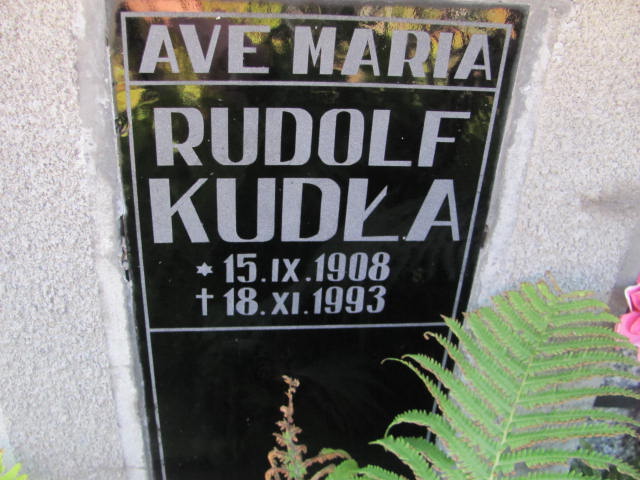 AVE MARIA
RUDOLF
KUDŁA
* 15.IX.1908
† 18.XI.1993